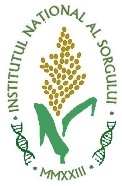 • INSTITUTUL NATIONAL AL SORGULUI •
MMXXIII